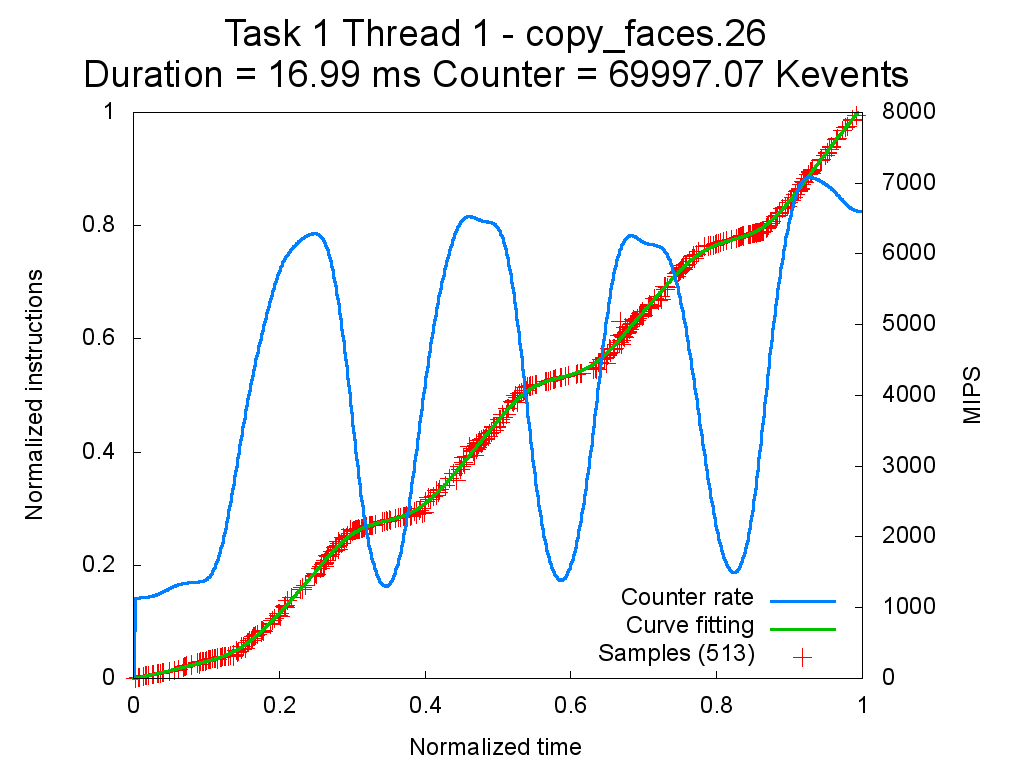 Task 1 Thread 1 - copy_faces.26
Duration = 16.99 ms Counter = 69997.07 Kevents
Normalized instructions
1
0.8
0.6
0.4
0.2
0
8000
7000
6000
5000
4000
3000
2000
1000
0
MIPS
Counter rate
Curve fitting
Samples (513)
0 0.2 0.4 0.6 0.8 1
Normalized time